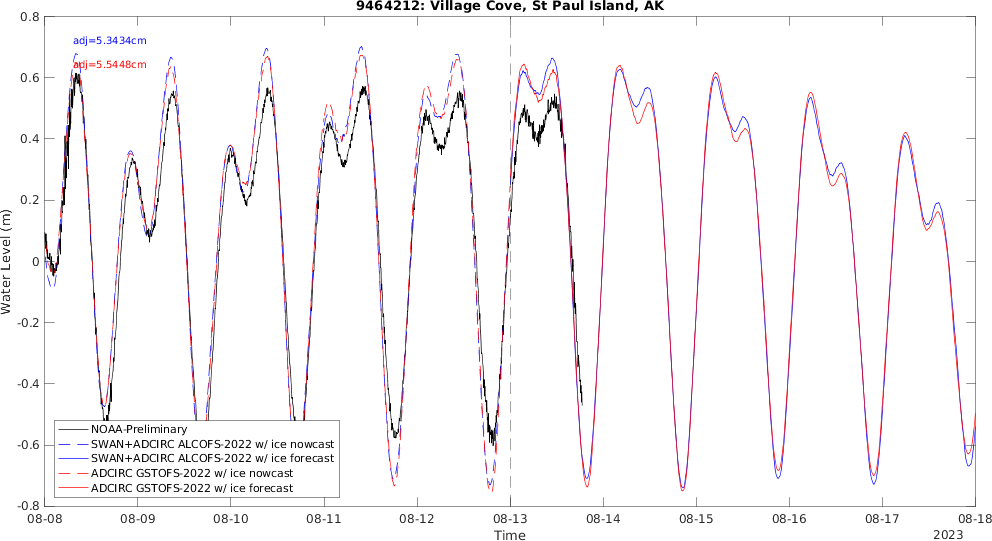 9464212: Village Cove, St Paul Island, AK
0.8
adj=5.3434cm
adj=5.5448cm
0.6
0.4
0.2
0
-0.2
-0.4
-0.6
-0.8
Water Level (m)
NOAA-Preliminary
SWAN+ADCIRC ALCOFS-2022 w/ ice nowcast
SWAN+ADCIRC ALCOFS-2022 w/ ice forecast
ADCIRC GSTOFS-2022 w/ ice nowcast
ADCIRC GSTOFS-2022 w/ ice forecast
08-08 08-09 08-10 08-11 08-12 08-13 08-14 08-15 08-16 08-17 08-18
Time
2023